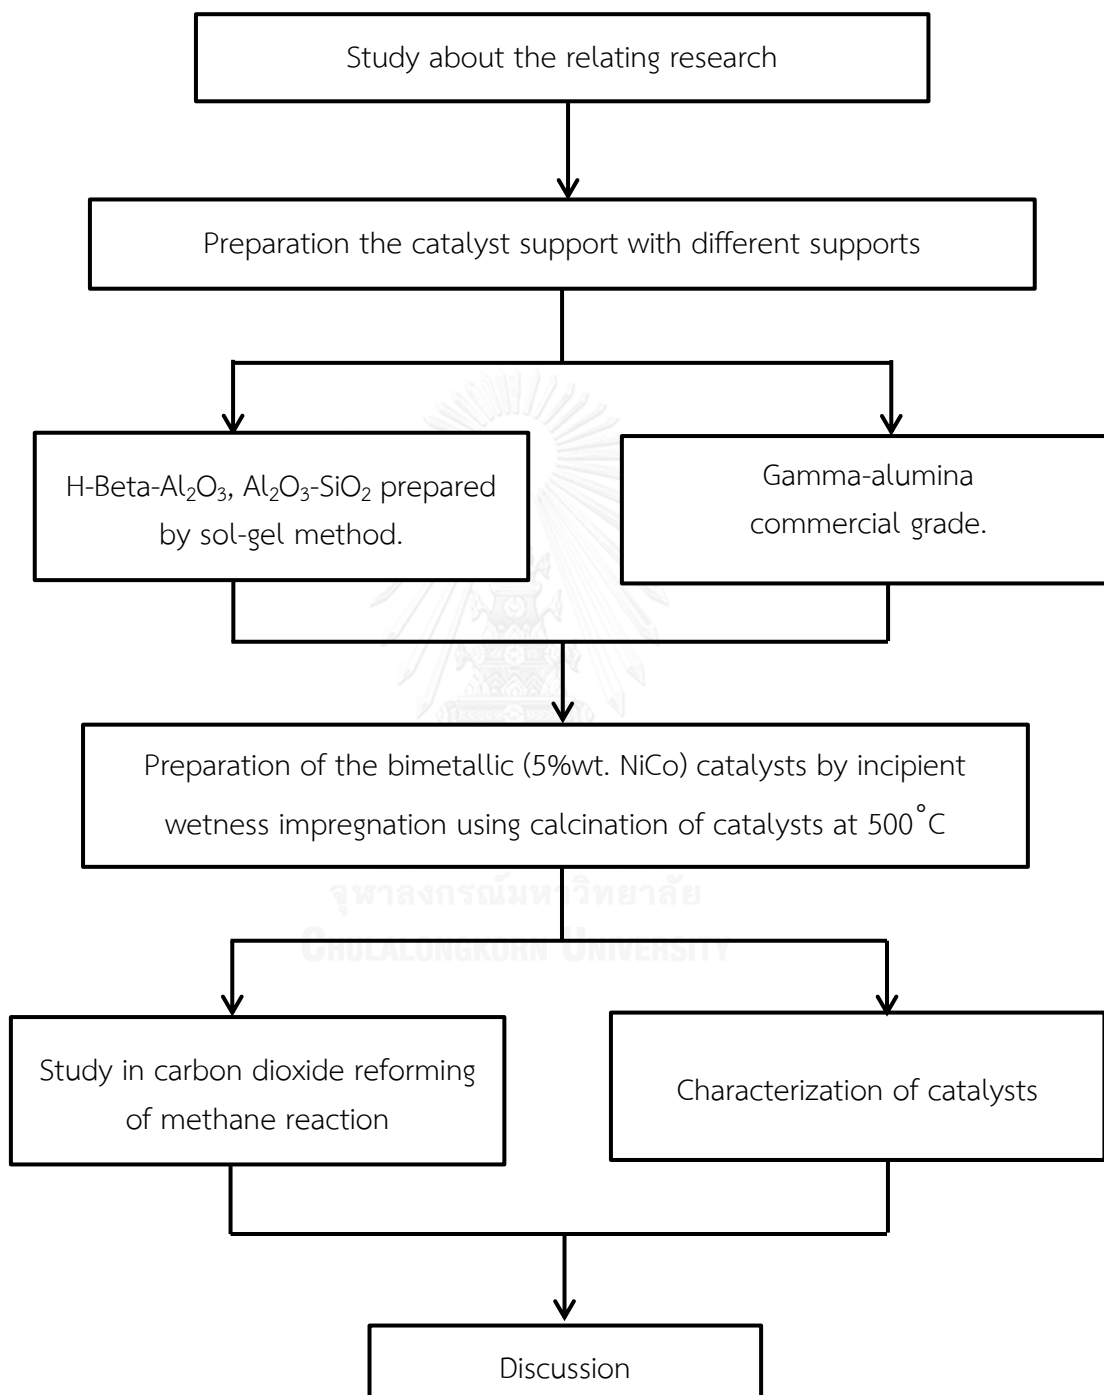 Study about the relating research
Preparation the catalyst support with different supports
H-Beta-Al₂O₃, Al₂O₃-SiO₂ prepared
by sol-gel method.
Gamma-alumina
commercial grade.
Preparation of the bimetallic (5%wt. NiCo) catalysts by incipient
wetness impregnation using calcination of catalysts at 500°C
จุฬาลงกรณ์มหาวิทยาลัย
CHULALONGKORN UNIVERSITY
Study in carbon dioxide reforming
of methane reaction
Characterization of catalysts
Discussion